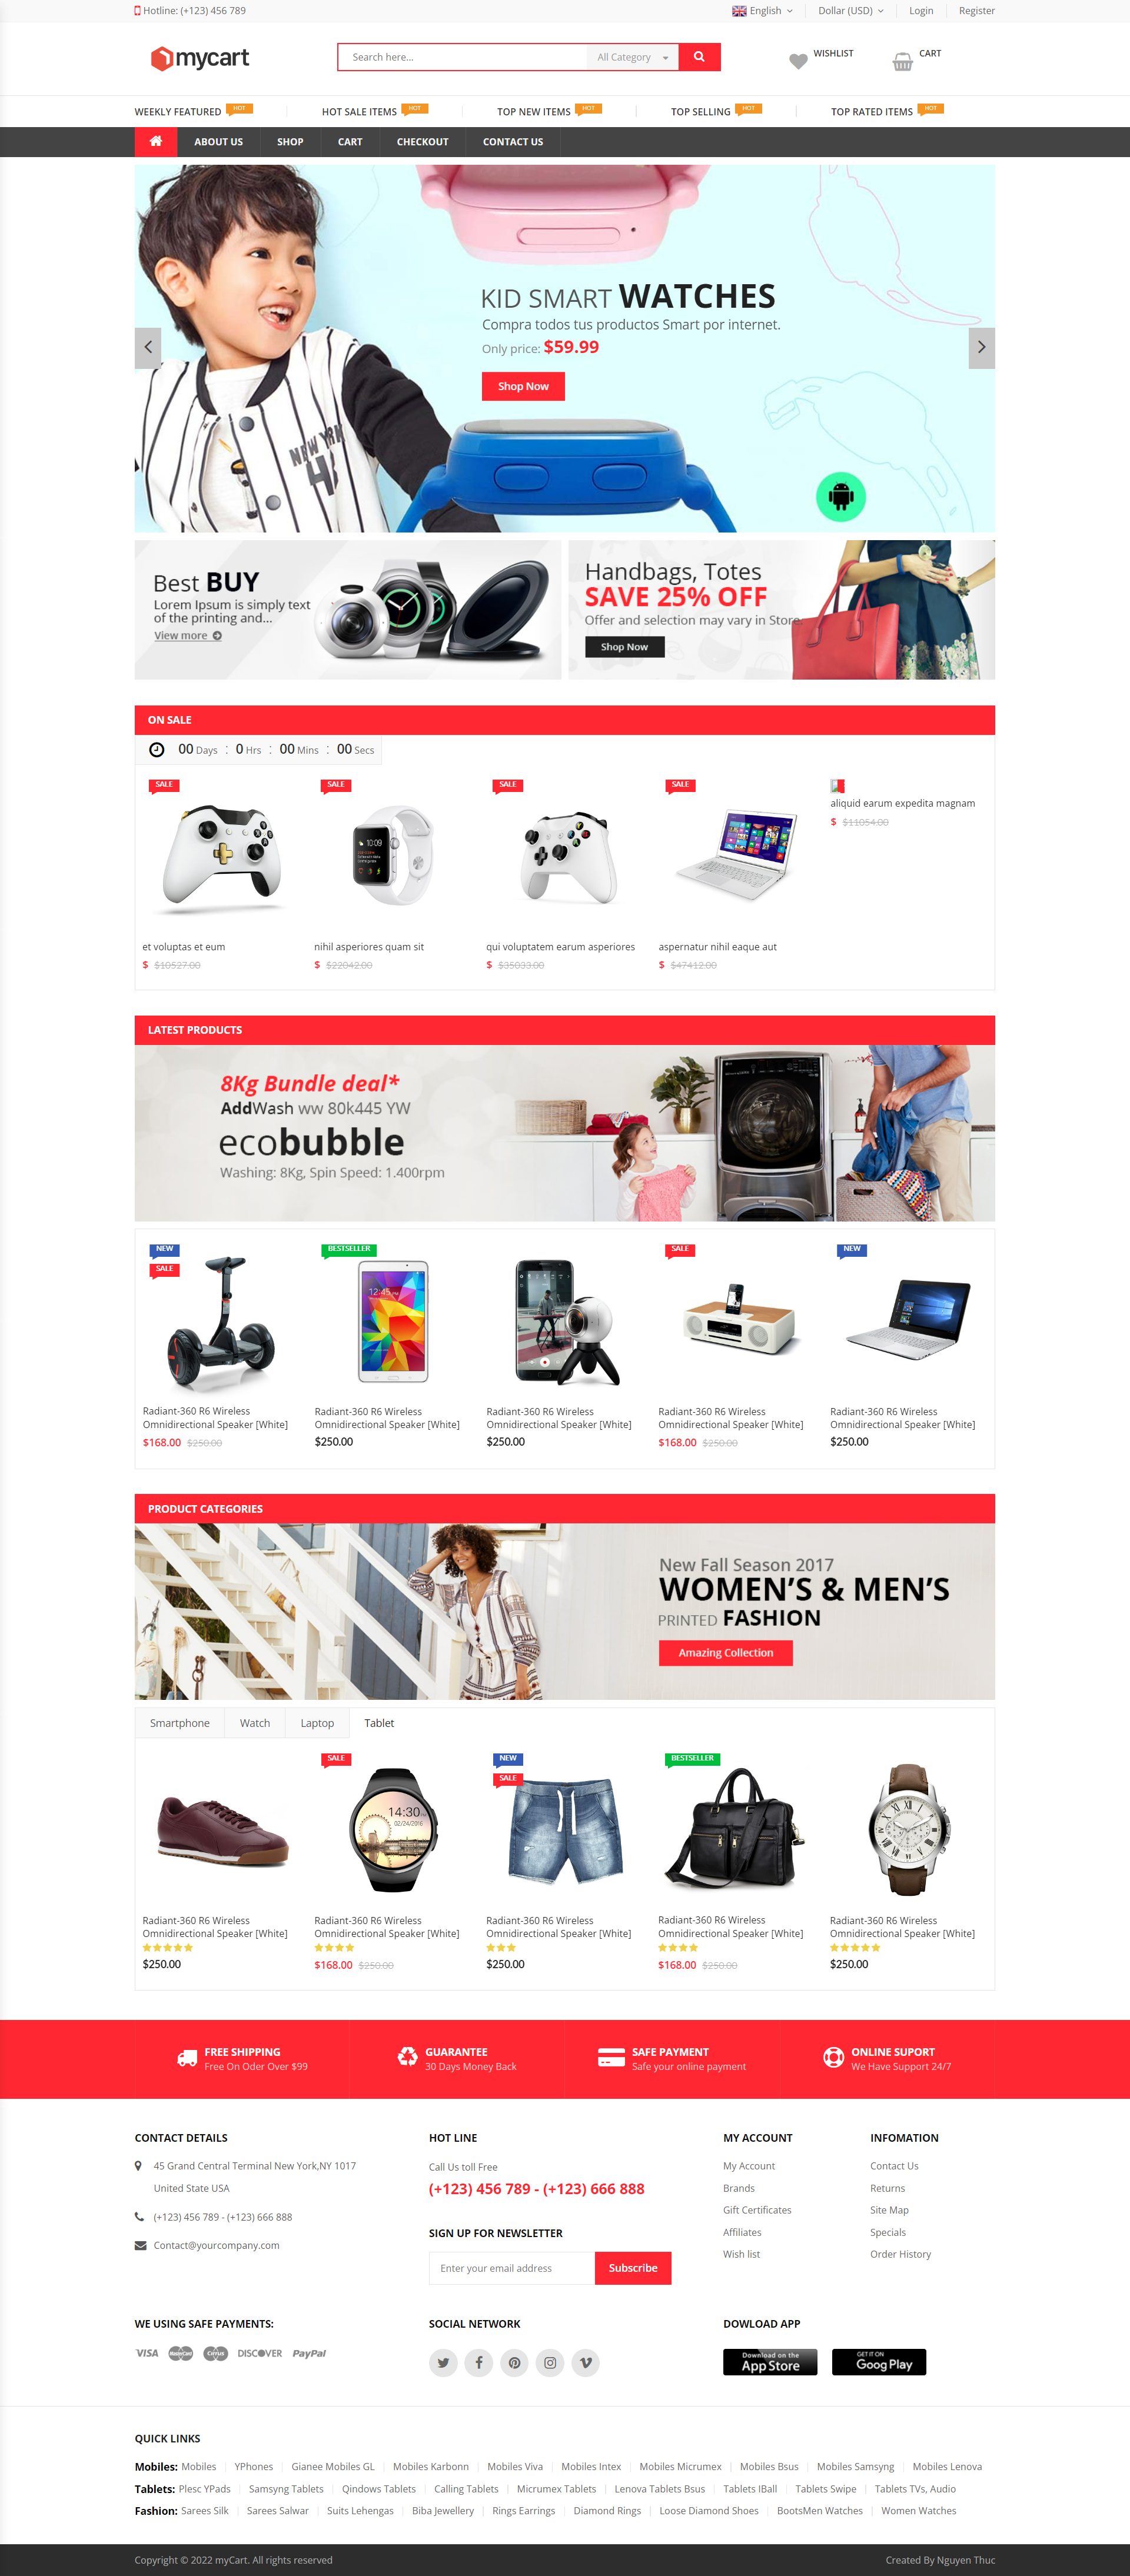 Hotline: (+123) 456 789
English
Dollar (USD)
Login
Register
mycart
Search here...
All Category
WISHLIST
CART
WEEKLY FEATURED HOT
HOT SALE ITEMS HOT
TOP NEW ITEMS HOT
TOP SELLING HOT
TOP RATED ITEMS HOT
ABOUT US
SHOP
CART
CHECKOUT
CONTACT US
NEW YORK
4
KID SMART WATCHES
Compra todos tus productos Smart por internet.
Only price: $59.99
Shop Now
Best BUY
Lorem Ipsum is simply text
of the printing and...
View more
Handbags, Totes
SAVE 25% OFF
Offer and selection may vary in Store
Shop Now
ON SALE
00 Days : 0 Hrs : 00 Mins : 00 Secs
SALE
et voluptas et eum
$ $10527.00
SALE
10:09
nihil asperiores quam sit
$ $22042.00
SALE
qui voluptatem earum asperiores
$ $35033.00
SALE
aspernatur nihil eaque aut
$ $47412.00
aliquid earum expedita magnam
$ $11054.00
LATEST PRODUCTS
8Kg Bundle deal*
AddWash ww 80k445 YW
ecobubble
Washing: 8Kg, Spin Speed: 1.400rpm
NEW
SALE
Radiant-360 R6 Wireless
Omnidirectional Speaker [White]
$168.00 $250.00
BESTSELLER
12:45
Radiant-360 R6 Wireless
Omnidirectional Speaker [White]
$250.00
Radiant-360 R6 Wireless
Omnidirectional Speaker [White]
$250.00
SALE
Radiant-360 R6 Wireless
Omnidirectional Speaker [White]
$168.00 $250.00
NEW
Radiant-360 R6 Wireless
Omnidirectional Speaker [White]
$250.00
PRODUCT CATEGORIES
New Fall Season 2017
WOMEN'S & MEN'S
PRINTED FASHION
Amazing Collection
Smartphone
Watch
Laptop
Tablet
Radiant-360 R6 Wireless
Omnidirectional Speaker [White]
$250.00
SALE
14:30
02/24/2016
Radiant-360 R6 Wireless
Omnidirectional Speaker [White]
$168.00 $250.00
NEW
SALE
Radiant-360 R6 Wireless
Omnidirectional Speaker [White]
$250.00
BESTSELLER
Radiant-360 R6 Wireless
Omnidirectional Speaker [White]
$168.00 $250.00
Radiant-360 R6 Wireless
Omnidirectional Speaker [White]
$250.00
FREE SHIPPING
Free On Oder Over $99
GUARANTEE
30 Days Money Back
SAFE PAYMENT
Safe your online payment
ONLINE SUPORT
We Have Support 24/7
CONTACT DETAILS
45 Grand Central Terminal New York,NY 1017
United State USA
(+123) 456 789 - (+123) 666 888
Contact@yourcompany.com
HOT LINE
Call Us toll Free
(+123) 456 789 - (+123) 666 888
SIGN UP FOR NEWSLETTER
Enter your email address
Subscribe
MY ACCOUNT
My Account
Brands
Gift Certificates
Affiliates
Wish list
INFOMATION
Contact Us
Returns
Site Map
Specials
Order History
WE USING SAFE PAYMENTS:
VISA MasterCard Cirrus DISCOVER PayPal
SOCIAL NETWORK
DOWLOAD APP
Download on the
App Store
GET IT ON
Goog Play
QUICK LINKS
Mobiles: Mobiles YPhones Gianee Mobiles GL Mobiles Karbonn Mobiles Viva Mobiles Intex Mobiles Micrumex Mobiles Bsus Mobiles Samsyng Mobiles Lenova
Tablets: Plesc YPads Samsyng Tablets Qindows Tablets Calling Tablets Micrumex Tablets Lenova Tablets Bsus Tablets IBall Tablets Swipe Tablets TVs, Audio
Fashion: Sarees Silk Sarees Salwar Suits Lehengas Biba Jewellery Rings Earrings Diamond Rings Loose Diamond Shoes BootsMen Watches Women Watches
Copyright © 2022 myCart. All rights reserved
Created By Nguyen Thuc